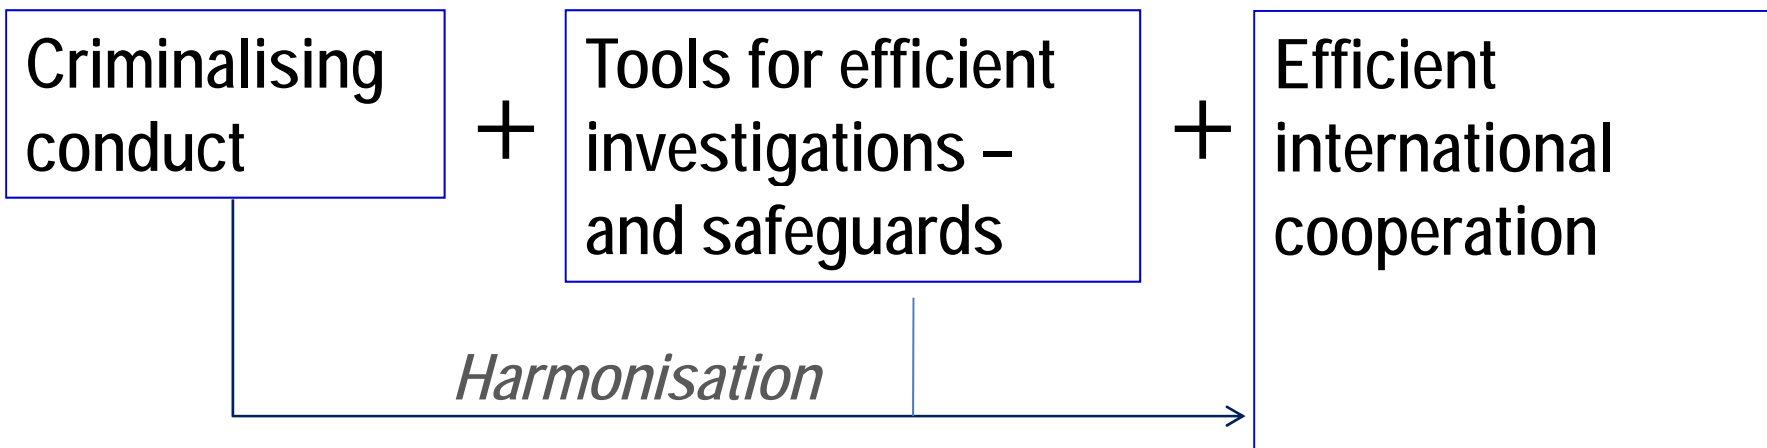 Criminalising
conduct
+
Tools for efficient
investigations –
and safeguards
+
Efficient
international
cooperation
Harmonisation